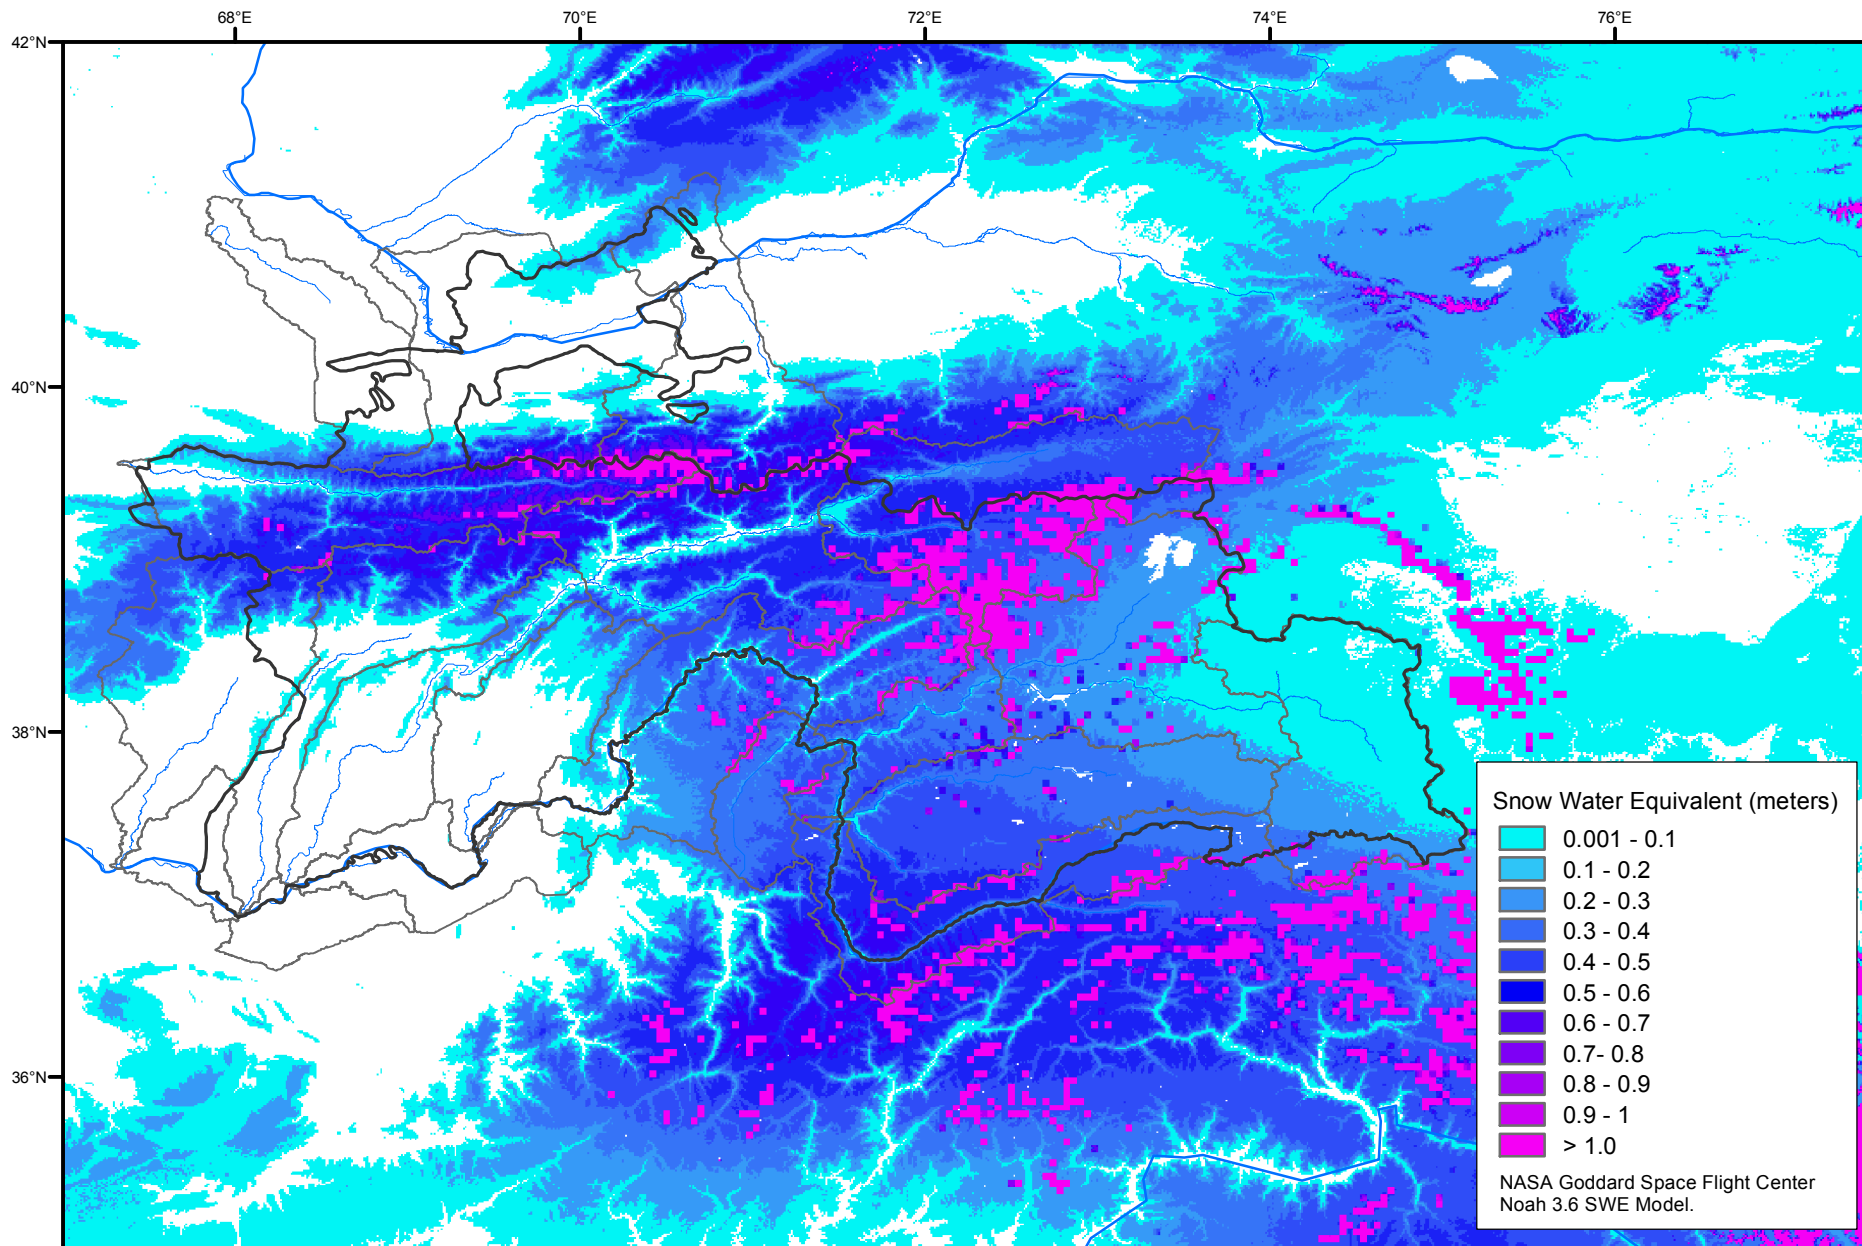 68°E 70°E 72°E 74°E 76°E
42°N
40°N
38°N
36°N
Snow Water Equivalent (meters)
0.001 - 0.1
0.1 - 0.2
0.2 - 0.3
0.3 - 0.4
0.4 - 0.5
0.5 - 0.6
0.6 - 0.7
0.7- 0.8
0.8 - 0.9
0.9 - 1
> 1.0
NASA Goddard Space Flight Center
Noah 3.6 SWE Model.